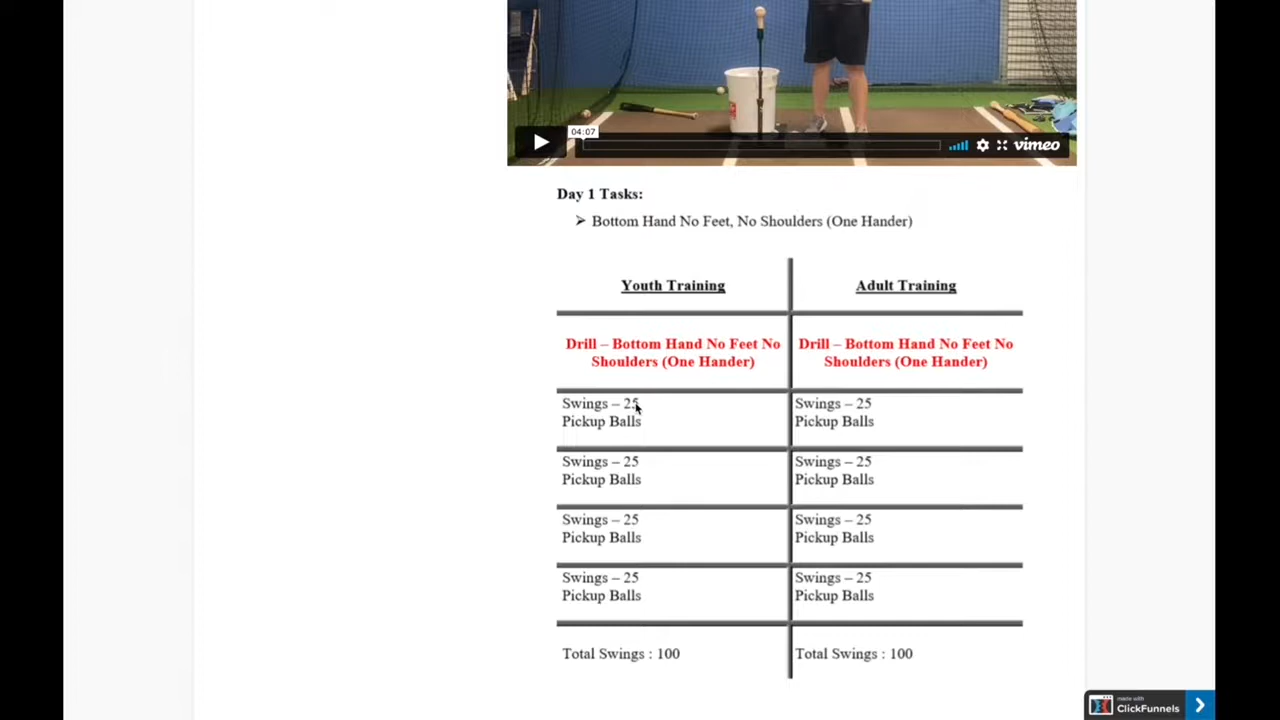 04:07
vimeo
Day 1 Tasks:
➢ Bottom Hand No Feet, No Shoulders (One Hander)
Youth Training
Adult Training
Drill – Bottom Hand No Feet No
Shoulders (One Hander)
Drill – Bottom Hand No Feet No
Shoulders (One Hander)
Swings – 25
Pickup Balls
Swings – 25
Pickup Balls
Swings – 25
Pickup Balls
Swings – 25
Pickup Balls
Swings – 25
Pickup Balls
Swings – 25
Pickup Balls
Swings – 25
Pickup Balls
Swings – 25
Pickup Balls
Total Swings : 100
Total Swings : 100
made with
ClickFunnels